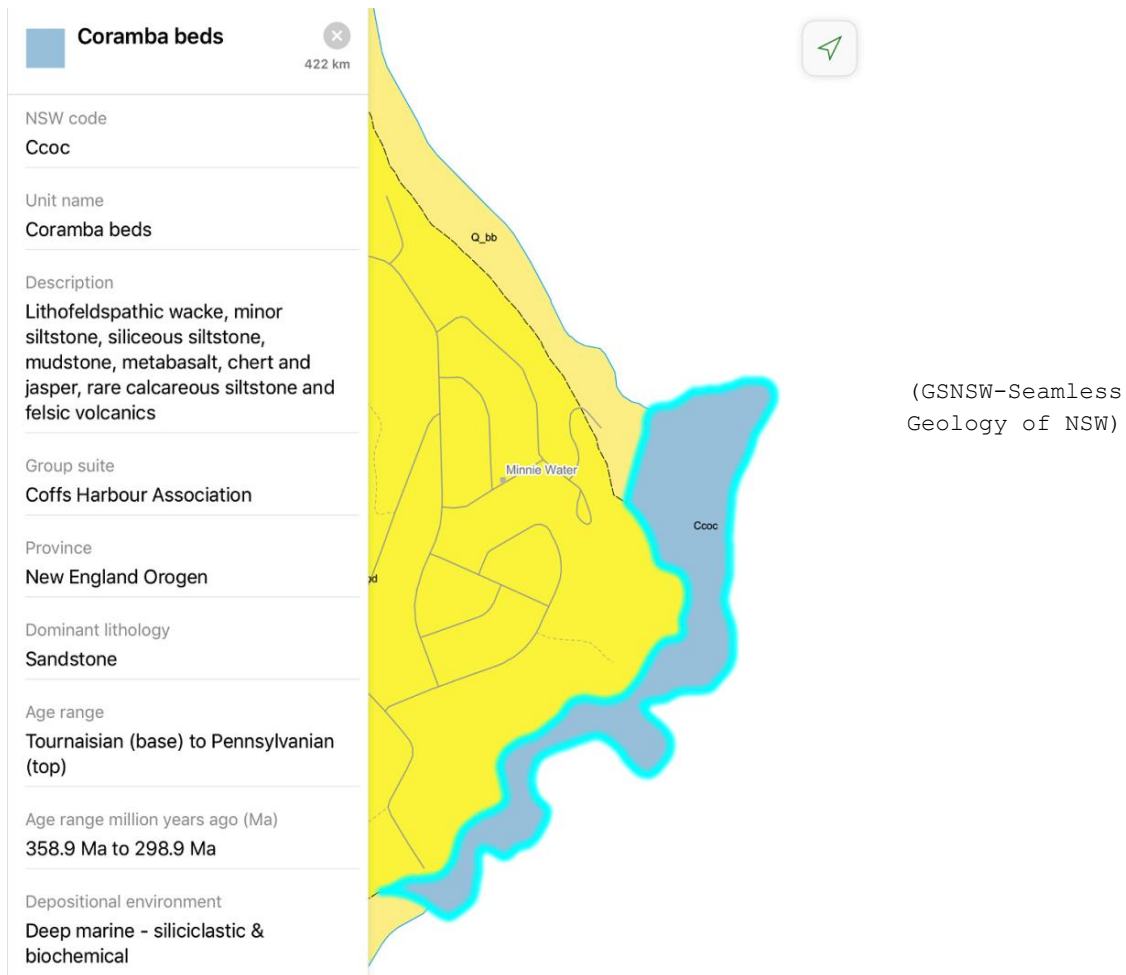 Coramba beds
422 km
NSW code
Ccoc
Unit name
Coramba beds
Description
Lithofeldspathic wacke, minor
siltstone, siliceous siltstone,
mudstone, metabasalt, chert and
jasper, rare calcareous siltstone and
felsic volcanics
Group suite
Coffs Harbour Association
Province
New England Orogen
Dominant lithology
Sandstone
Age range
Tournaisian (base) to Pennsylvanian
(top)
Age range million years ago (Ma)
358.9 Ma to 298.9 Ma
Depositional environment
Deep marine - siliciclastic &
biochemical
Q_bb
Minnie Water
Ccoc
(GSNSW-Seamless
Geology of NSW)